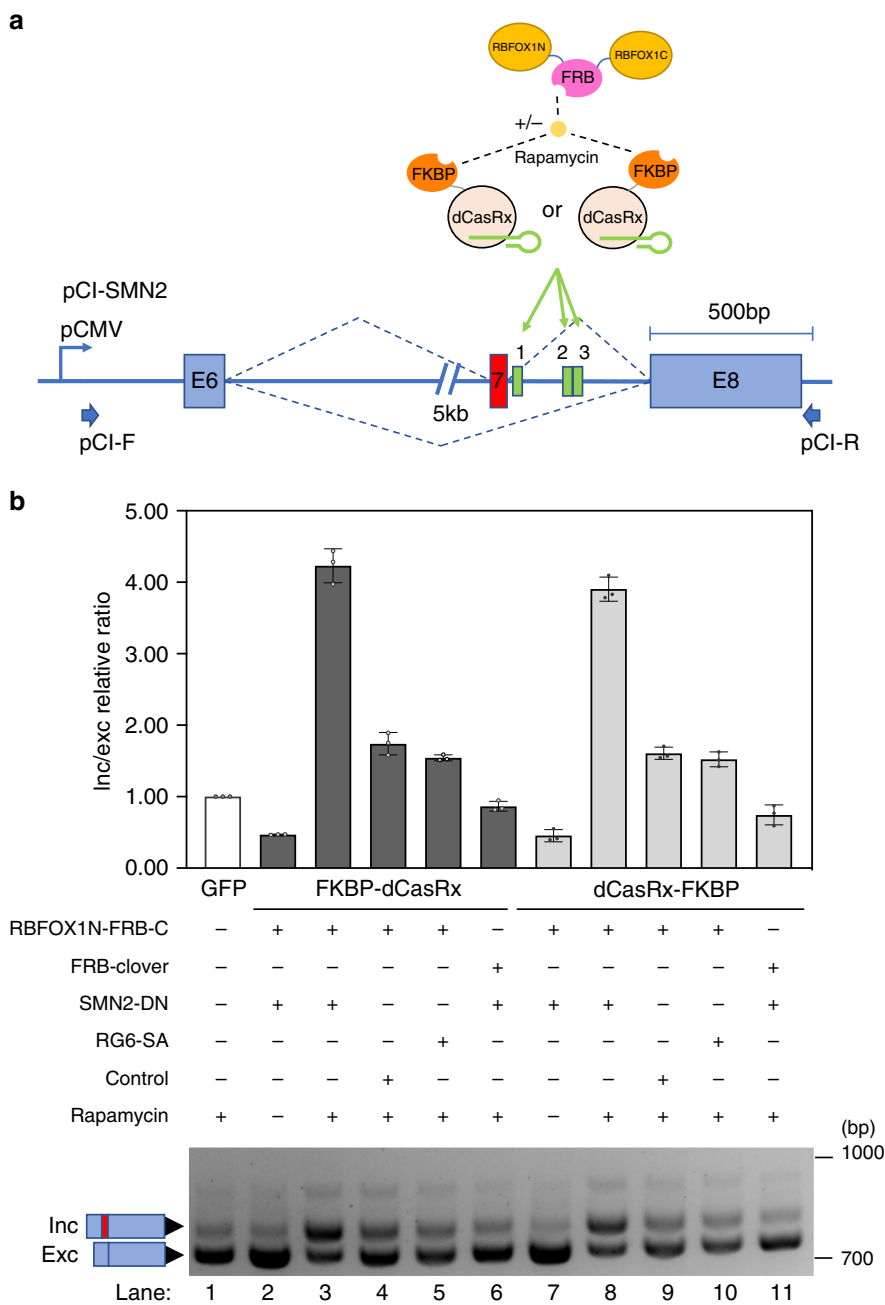 a
RBFOX1N
RBFOX1C
FRB
+/–
Rapamycin
FKBP
FKBP
dCasRx
or
dCasRx
pCI-SMN2
pCMV
500bp
1
2
3
E6
7
E8
5kb
pCI-F
pCI-R
b
Inc/exc relative ratio
5.00
4.00
3.00
2.00
1.00
0.00
GFP
FKBP-dCasRx
dCasRx-FKBP
RBFOX1N-FRB-C – + + + + – + + + + –
FRB-clover – – – – – + – – – – +
SMN2-DN – + + – – + + + – – +
RG6-SA – – – – + – – – – + –
Control – – – + – – – – + – –
Rapamycin + – + + + + – + + + +
(bp)
1000
Inc
Exc
700
Lane: 1 2 3 4 5 6 7 8 9 10 11